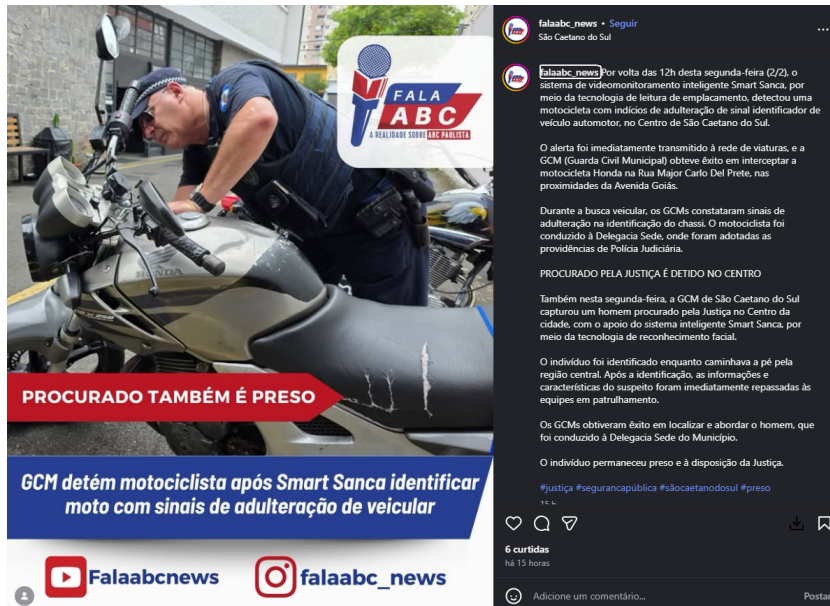 FALA
ABC
A REALIDADE SOBRE ABC PAULISTA
HONDA
PROCURADO TAMBÉM É PRESO
GCM detém motociclista após Smart Sanca identificar
moto com sinais de adulteração de veicular
Falaabcnews
falaabc_news
falaabc_news • Seguir
São Caetano do Sul
falaabc_news Por volta das 12h desta segunda-feira (2/2), o
sistema de videomonitoramento inteligente Smart Sanca, por
meio da tecnologia de leitura de emplacamento, detectou uma
motocicleta com indícios de adulteração de sinal identificador de
veículo automotor, no Centro de São Caetano do Sul.
O alerta foi imediatamente transmitido à rede de viaturas, e a
GCM (Guarda Civil Municipal) obteve êxito em interceptar a
motocicleta Honda na Rua Major Carlo Del Prete, nas
proximidades da Avenida Goiás.
Durante a busca veicular, os GCMs constataram sinais de
adulteração na identificação do chassi. O motociclista foi
conduzido à Delegacia Sede, onde foram adotadas as
providências de Polícia Judiciária.
PROCURADO PELA JUSTIÇA É DETIDO NO CENTRO
Também nesta segunda-feira, a GCM de São Caetano do Sul
capturou um homem procurado pela Justiça no Centro da
cidade, com o apoio do sistema inteligente Smart Sanca, por
meio da tecnologia de reconhecimento facial.
O indivíduo foi identificado enquanto caminhava a pé pela
região central. Após a identificação, as informações e
características do suspeito foram imediatamente repassadas às
equipes em patrulhamento.
Os GCMs obtiveram êxito em localizar e abordar o homem, que
foi conduzido à Delegacia Sede do Município.
O indivíduo permaneceu preso e à disposição da Justiça.
#justiça #segurancapública #sãocaetanodosul #preso
6 curtidas
há 15 horas
Adicione um comentário...
Postar